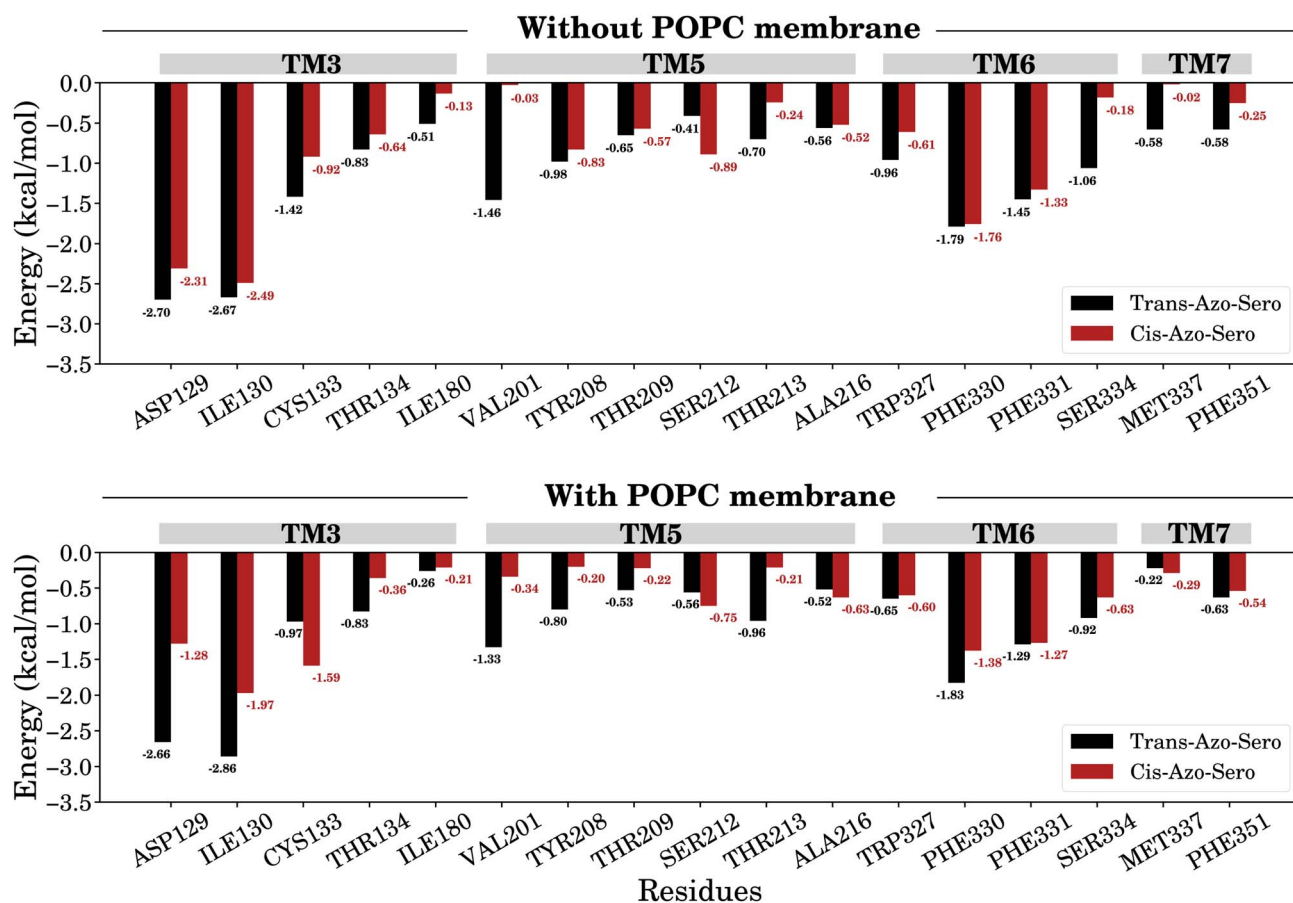 Without POPC membrane
TM3 TM5 TM6 TM7
Energy (kcal/mol)
0.0
−0.5
−1.0
−1.5
−2.0
−2.5
−3.0
−3.5
-2.70 -2.31 -2.67 -2.49 -1.42 -0.92 -0.83 -0.64 -0.51 -0.13 -1.46 -0.03 -0.98 -0.83 -0.65 -0.57 -0.41 -0.89 -0.70 -0.24 -0.56 -0.52 -0.96 -0.61 -1.79 -1.76 -1.45 -1.33 -1.06 -0.18 -0.58 -0.02 -0.58 -0.25
Trans-Azo-Sero
Cis-Azo-Sero
ASP129 ILE130 CYS133 THR134 ILE180 VAL201 TYR208 THR209 SER212 THR213 ALA216 TRP327 PHE330 PHE331 SER334 MET337 PHE351
With POPC membrane
TM3 TM5 TM6 TM7
Energy (kcal/mol)
0.0
−0.5
−1.0
−1.5
−2.0
−2.5
−3.0
−3.5
-2.66 -1.28 -2.86 -1.97 -0.97 -1.59 -0.83 -0.36 -0.26 -0.21 -1.33 -0.34 -0.80 -0.20 -0.53 -0.22 -0.56 -0.75 -0.96 -0.21 -0.52 -0.63 -0.65 -0.60 -1.83 -1.38 -1.29 -1.27 -0.92 -0.63 -0.22 -0.29 -0.63 -0.54
Trans-Azo-Sero
Cis-Azo-Sero
ASP129 ILE130 CYS133 THR134 ILE180 VAL201 TYR208 THR209 SER212 THR213 ALA216 TRP327 PHE330 PHE331 SER334 MET337 PHE351
Residues